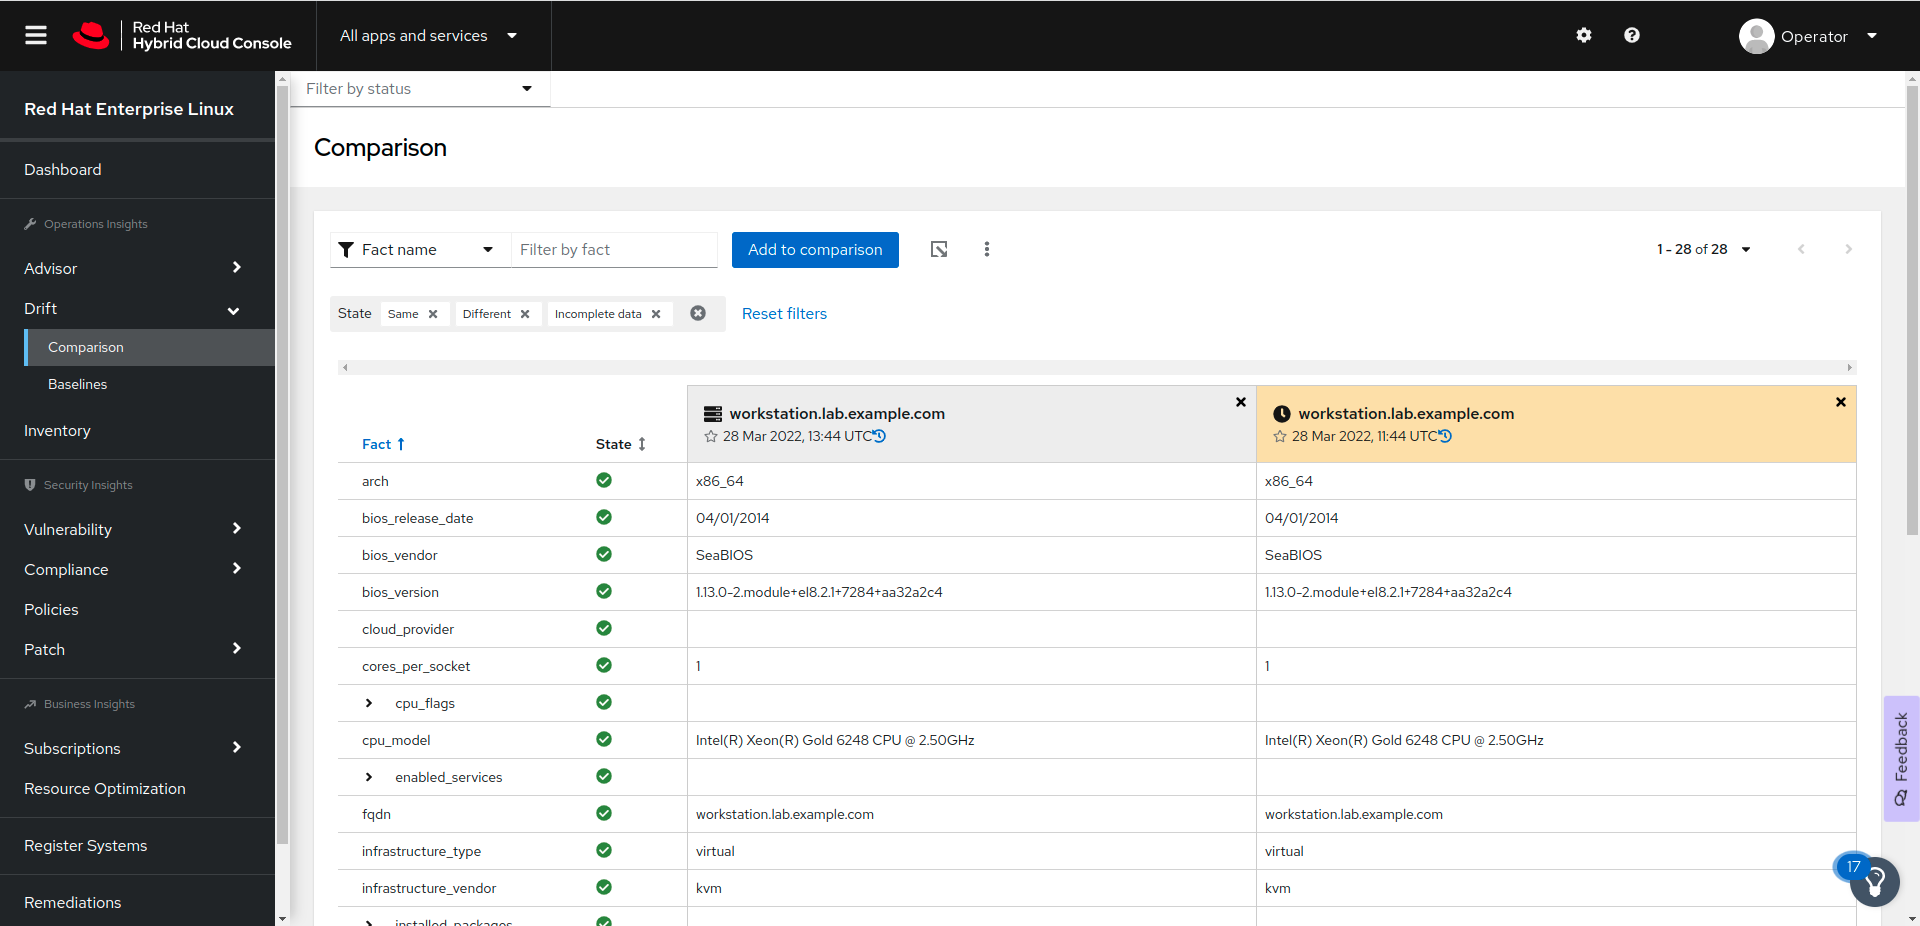 Red Hat
Hybrid Cloud Console
All apps and services
Operator
Red Hat Enterprise Linux
Dashboard
Operations Insights
Advisor
Drift
Comparison
Baselines
Inventory
Security Insights
Vulnerability
Compliance
Policies
Patch
Business Insights
Subscriptions
Resource Optimization
Register Systems
Remediations
Filter by status
Comparison
Fact name
Filter by fact
Add to comparison
1 - 28 of 28
State Same Different Incomplete data Reset filters
Fact State
workstation.lab.example.com
28 Mar 2022, 13:44 UTC
workstation.lab.example.com
28 Mar 2022, 11:44 UTC
arch x86_64 x86_64
bios_release_date 04/01/2014 04/01/2014
bios_vendor SeaBIOS SeaBIOS
bios_version 1.13.0-2.module+el8.2.1+7284+aa32a2c4 1.13.0-2.module+el8.2.1+7284+aa32a2c4
cloud_provider
cores_per_socket 1 1
cpu_flags
cpu_model Intel(R) Xeon(R) Gold 6248 CPU @ 2.50GHz Intel(R) Xeon(R) Gold 6248 CPU @ 2.50GHz
enabled_services
fqdn workstation.lab.example.com workstation.lab.example.com
infrastructure_type virtual virtual
infrastructure_vendor kvm kvm
installed_packages
Feedback
17